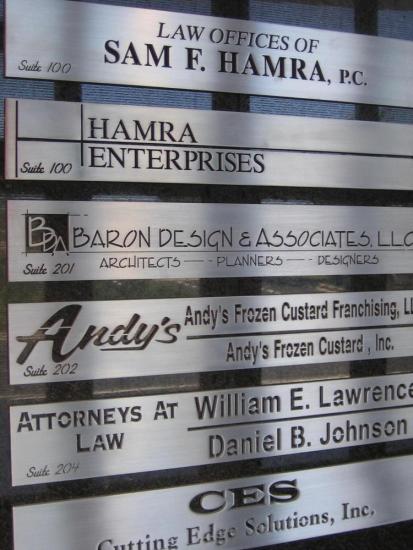 LAW OFFICES OF
SAM F. HAMRA, P.C.
Suite 100
HAMRA
ENTERPRISES
Suite 100
BDA BARON DESIGN & ASSOCIATES, LLC
ARCHITECTS - - PLANNERS - - DESIGNERS
Suite 201
Andy's
Andy's Frozen Custard Franchising, LL
Andy's Frozen Custard, Inc.
Suite 202
ATTORNEYS AT LAW
William E. Lawrence
Daniel B. Johnson
Suite 204
CES
Cutting Edge Solutions, Inc.